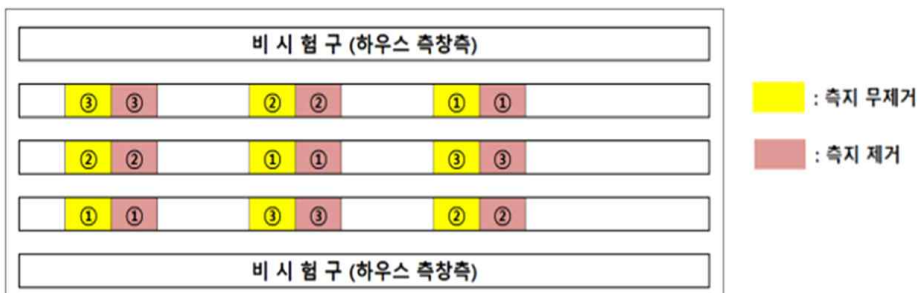 비 시 험 구 (하우스 측창측)
③ ③ ② ② ① ①
: 측지 무제거
② ② ① ① ③ ③
: 측지 제거
① ① ③ ③ ② ②
비 시 험 구 (하우스 측창측)